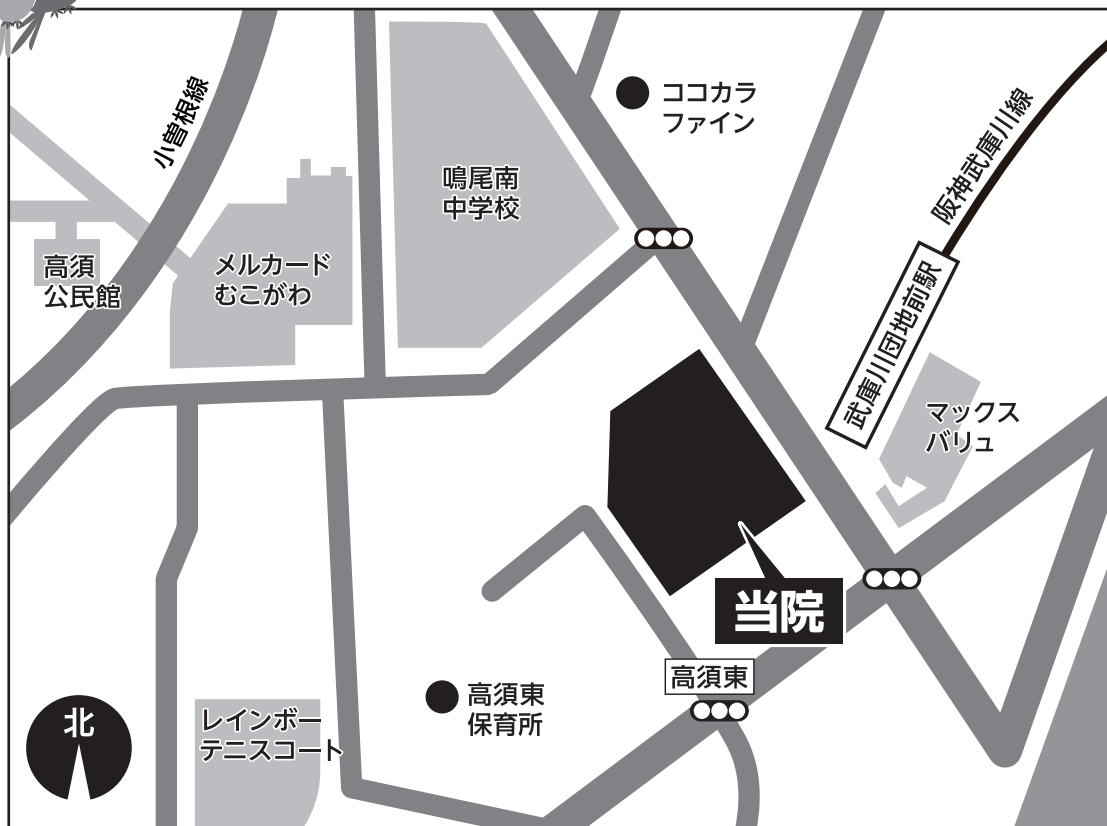 小曽根線
ココカラ
ファイン
阪神武庫川線
鳴尾南
中学校
高須
公民館
メルカード
むこがわ
武庫川団地前駅
マックス
バリュ
当院
高須東
高須東
保育所
レインボー
テニスコート
北